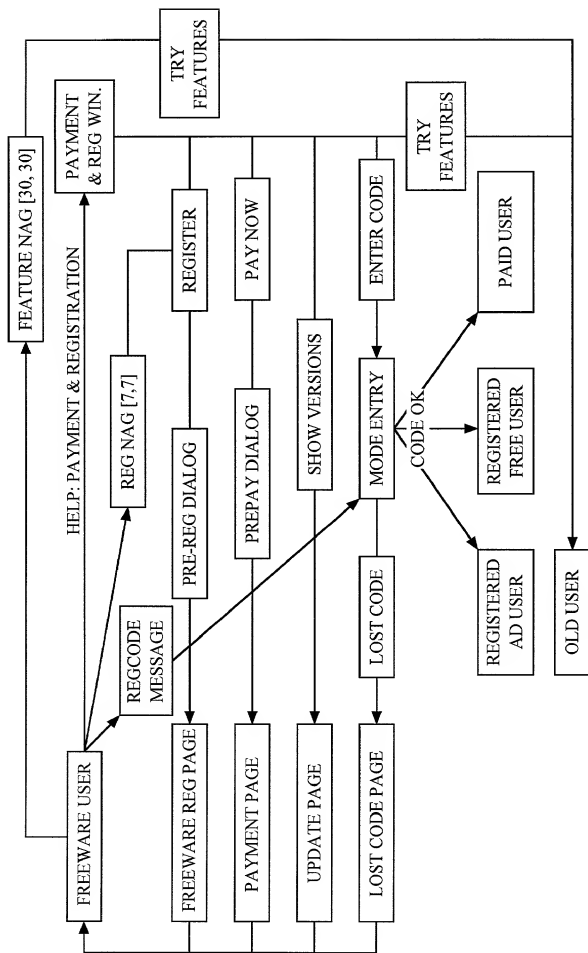 FREEWARE USER
FEATURE NAG [30, 30]
TRY
FEATURES
HELP: PAYMENT & REGISTRATION
PAYMENT
& REG WIN.
REG NAG [7,7]
REGCODE
MESSAGE
FREEWARE REG PAGE
PRE-REG DIALOG
REGISTER
PAYMENT PAGE
PREPAY DIALOG
PAY NOW
UPDATE PAGE
SHOW VERSIONS
LOST CODE PAGE
LOST CODE
MODE ENTRY
ENTER CODE
TRY
FEATURES
CODE OK
REGISTERED
AD USER
REGISTERED
FREE USER
PAID USER
OLD USER